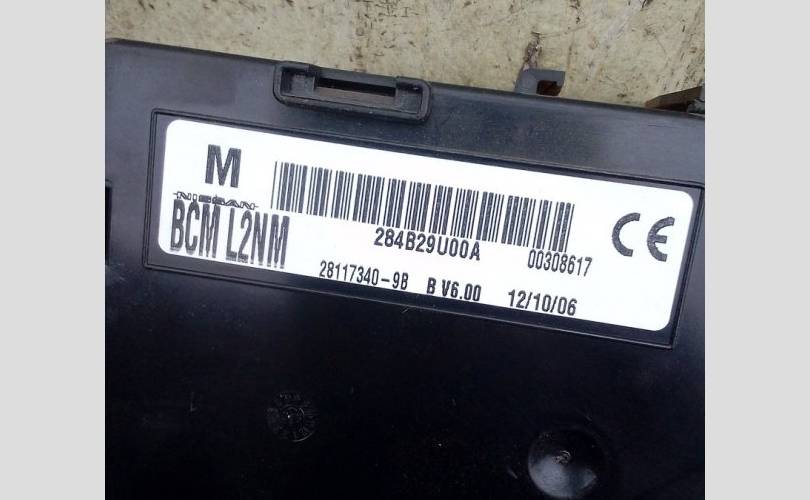 M
NISSAN
BCM L2NM
284B29U00A
00308617
28117340-9B B V6.00 12/10/06
CE